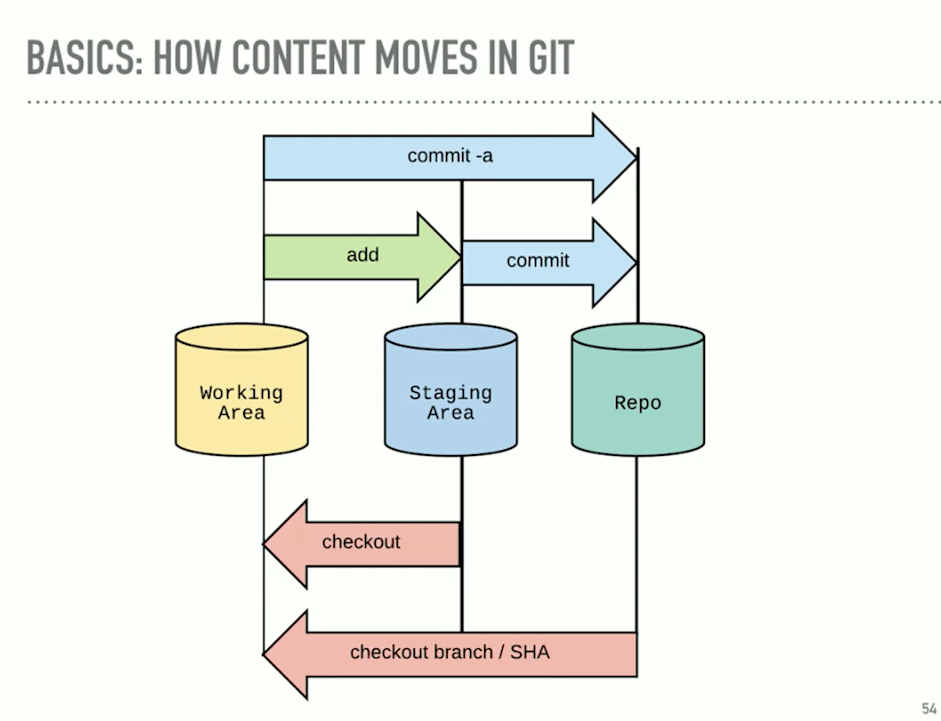 BASICS: HOW CONTENT MOVES IN GIT
commit -a
add
commit
Working
Area
Staging
Area
Repo
checkout
checkout branch / SHA
54